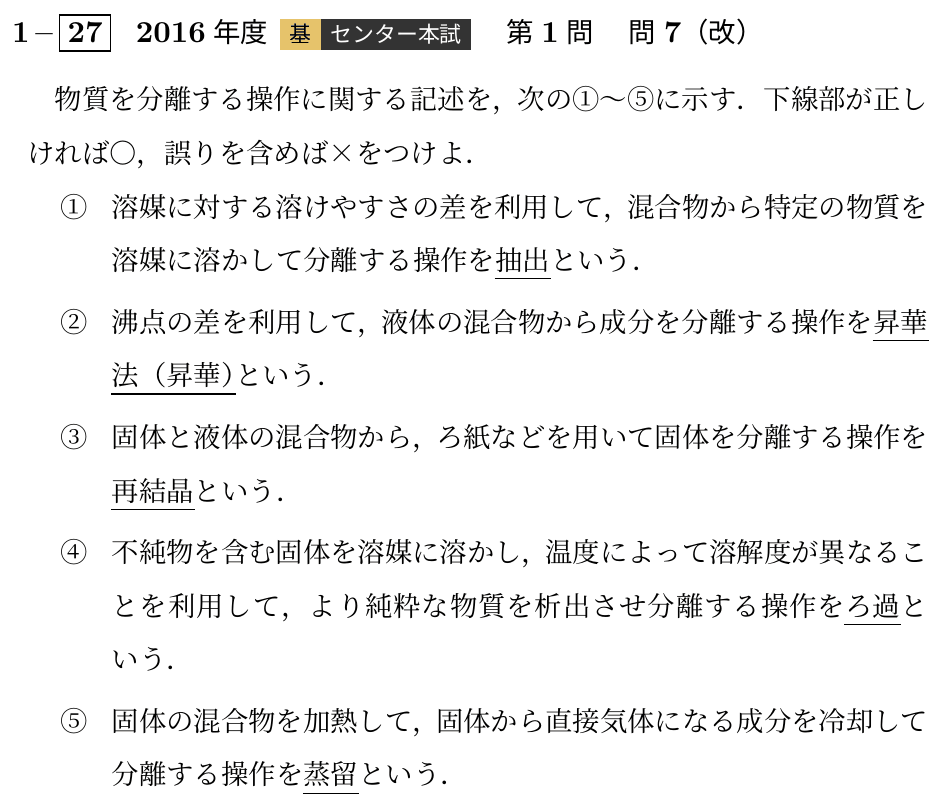 1－27 2016 年度 基 センター本試 第 1 問 問 7（改）
物質を分離する操作に関する記述を，次の①～⑤に示す．下線部が正し
ければ○，誤りを含めば×をつけよ．
① 溶媒に対する溶けやすさの差を利用して，混合物から特定の物質を
溶媒に溶かして分離する操作を抽出という．
② 沸点の差を利用して，液体の混合物から成分を分離する操作を昇華
法（昇華）という．
③ 固体と液体の混合物から，ろ紙などを用いて固体を分離する操作を
再結晶という．
④ 不純物を含む固体を溶媒に溶かし，温度によって溶解度が異なるこ
とを利用して，より純粋な物質を析出させ分離する操作をろ過と
いう．
⑤ 固体の混合物を加熱して，固体から直接気体になる成分を冷却して
分離する操作を蒸留という．